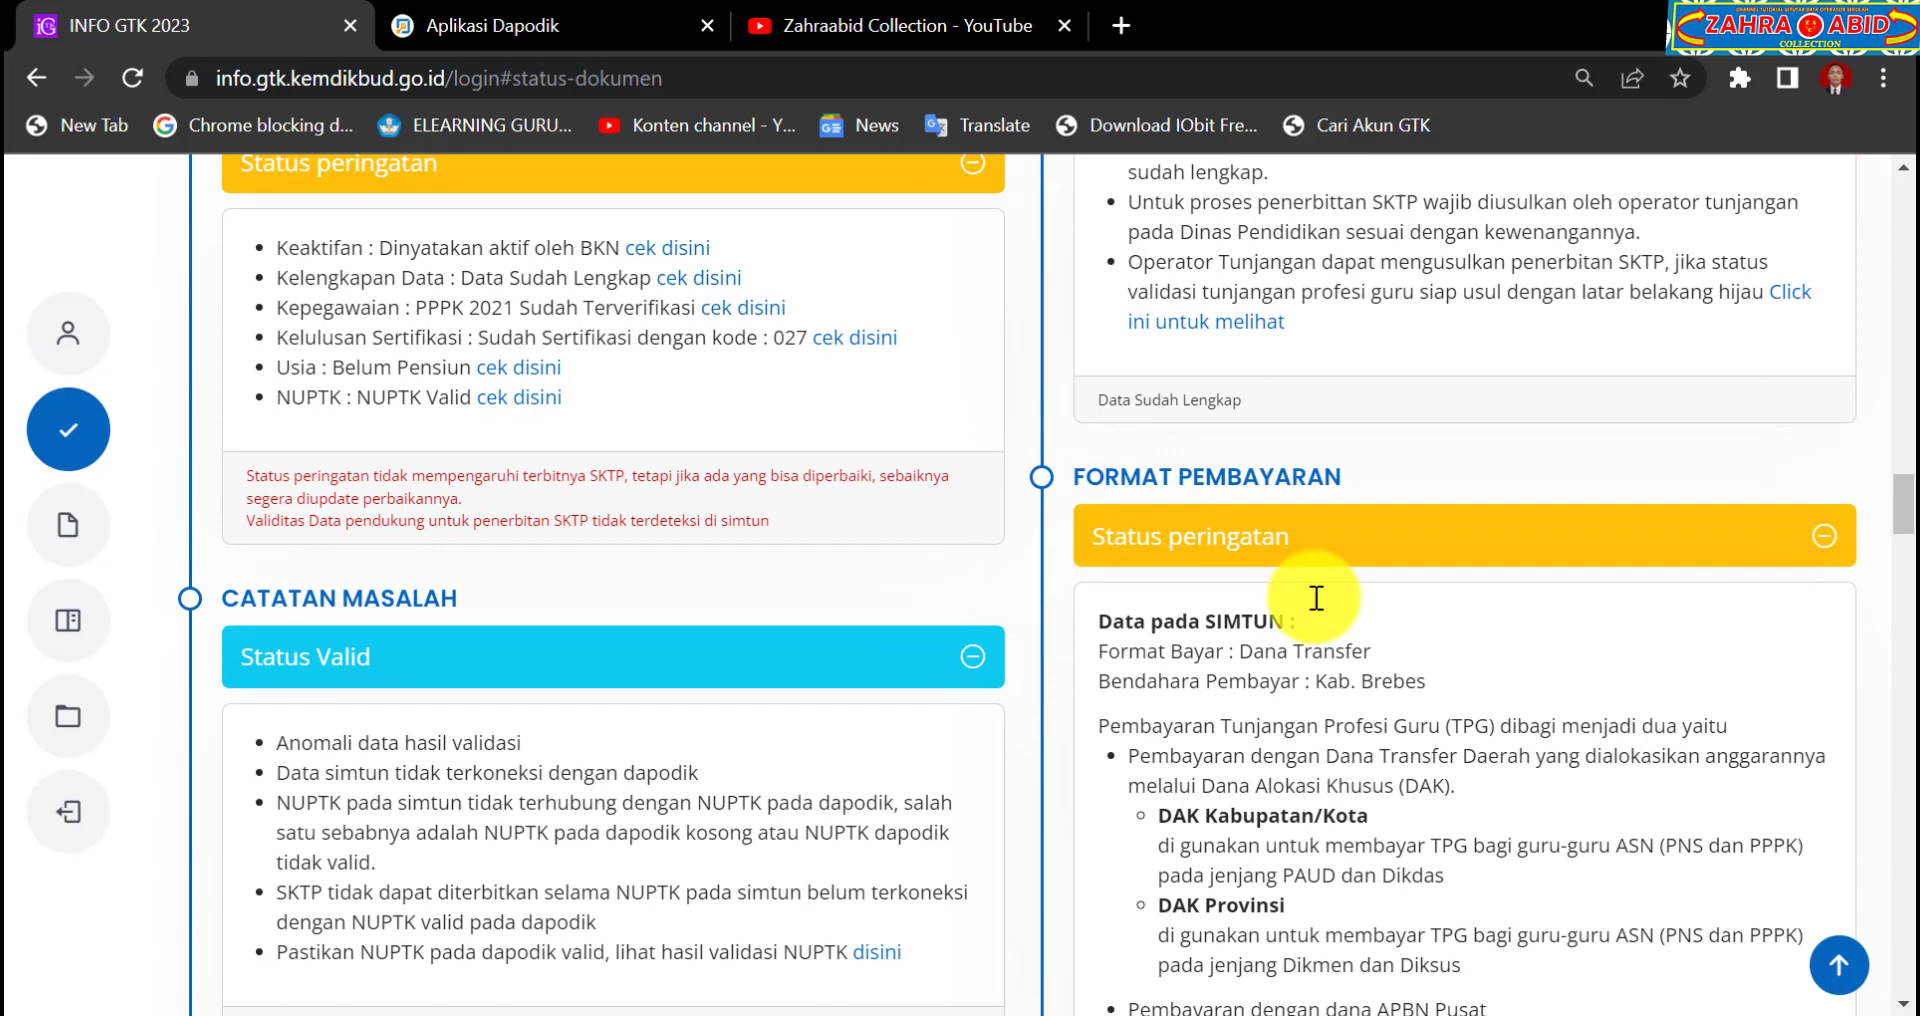 INFO GTK 2023
Aplikasi Dapodik
Zahraabid Collection - YouTube
CHANNEL TUTORIAL SEPUTAR DATA OPERATOR SEKOLAH
ZAHRA ABID
COLLECTION
info.gtk.kemdikbud.go.id/login#status-dokumen
New Tab
Chrome blocking d...
ELEARNING GURU...
Konten channel - Y...
News
Translate
Download IObit Fre...
Cari Akun GTK
Status peringatan
Keaktifan : Dinyatakan aktif oleh BKN cek disini
Kelengkapan Data : Data Sudah Lengkap cek disini
Kepegawaian : PPPK 2021 Sudah Terverifikasi cek disini
Kelulusan Sertifikasi : Sudah Sertifikasi dengan kode : 027 cek disini
Usia : Belum Pensiun cek disini
NUPTK : NUPTK Valid cek disini
Status peringatan tidak mempengaruhi terbitnya SKTP, tetapi jika ada yang bisa diperbaiki, sebaiknya
segera diupdate perbaikannya.
Validitas Data pendukung untuk penerbitan SKTP tidak terdeteksi di simtun
CATATAN MASALAH
Status Valid
Anomali data hasil validasi
Data simtun tidak terkoneksi dengan dapodik
NUPTK pada simtun tidak terhubung dengan NUPTK pada dapodik, salah
satu sebabnya adalah NUPTK pada dapodik kosong atau NUPTK dapodik
tidak valid.
SKTP tidak dapat diterbitkan selama NUPTK pada simtun belum terkoneksi
dengan NUPTK valid pada dapodik
Pastikan NUPTK pada dapodik valid, lihat hasil validasi NUPTK disini
sudah lengkap.
Untuk proses penerbittan SKTP wajib diusulkan oleh operator tunjangan
pada Dinas Pendidikan sesuai dengan kewenangannya.
Operator Tunjangan dapat mengusulkan penerbitan SKTP, jika status
validasi tunjangan profesi guru siap usul dengan latar belakang hijau Click
ini untuk melihat
Data Sudah Lengkap
FORMAT PEMBAYARAN
Status peringatan
Data pada SIMTUN :
Format Bayar : Dana Transfer
Bendahara Pembayar : Kab. Brebes
Pembayaran Tunjangan Profesi Guru (TPG) dibagi menjadi dua yaitu
Pembayaran dengan Dana Transfer Daerah yang dialokasikan anggarannya
melalui Dana Alokasi Khusus (DAK).
DAK Kabupatan/Kota
di gunakan untuk membayar TPG bagi guru-guru ASN (PNS dan PPPK)
pada jenjang PAUD dan Dikdas
DAK Provinsi
di gunakan untuk membayar TPG bagi guru-guru ASN (PNS dan PPPK)
pada jenjang Dikmen dan Diksus
Pembayaran dengan dana APBN Pusat